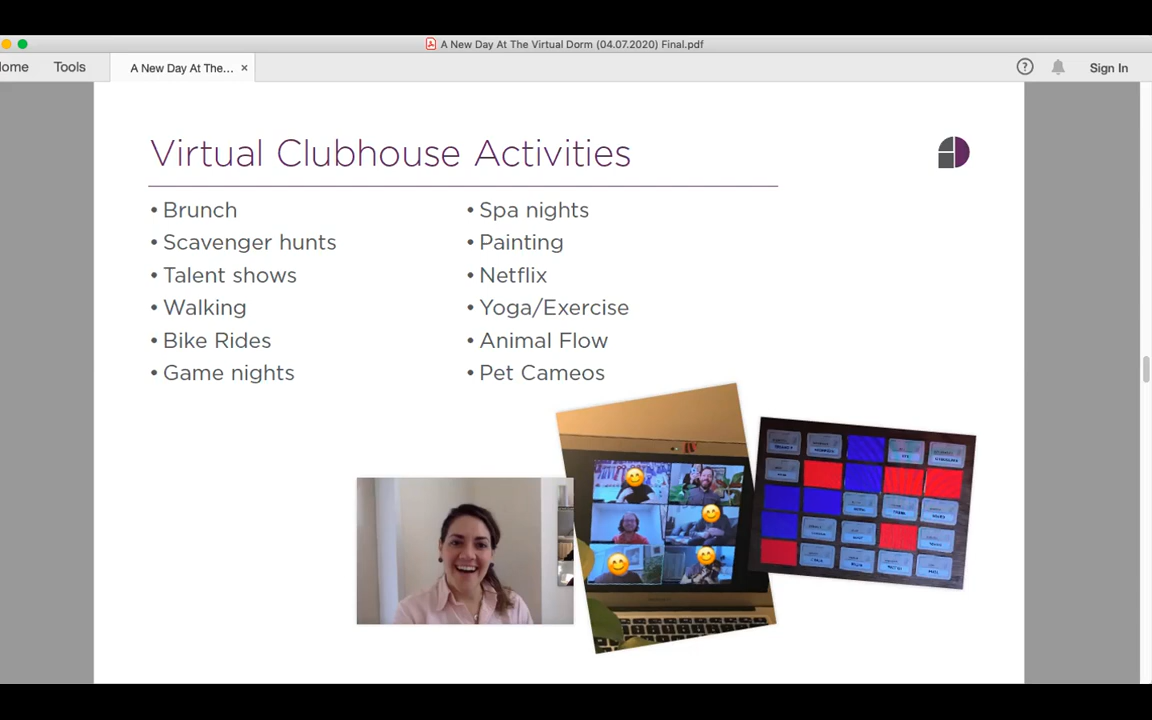 A New Day At The Virtual Dorm (04.07.2020) Final.pdf
ome
Tools
A New Day At The... ×
?
Sign In
Virtual Clubhouse Activities
• Brunch
• Scavenger hunts
• Talent shows
• Walking
• Bike Rides
• Game nights
• Spa nights
• Painting
• Netflix
• Yoga/Exercise
• Animal Flow
• Pet Cameos